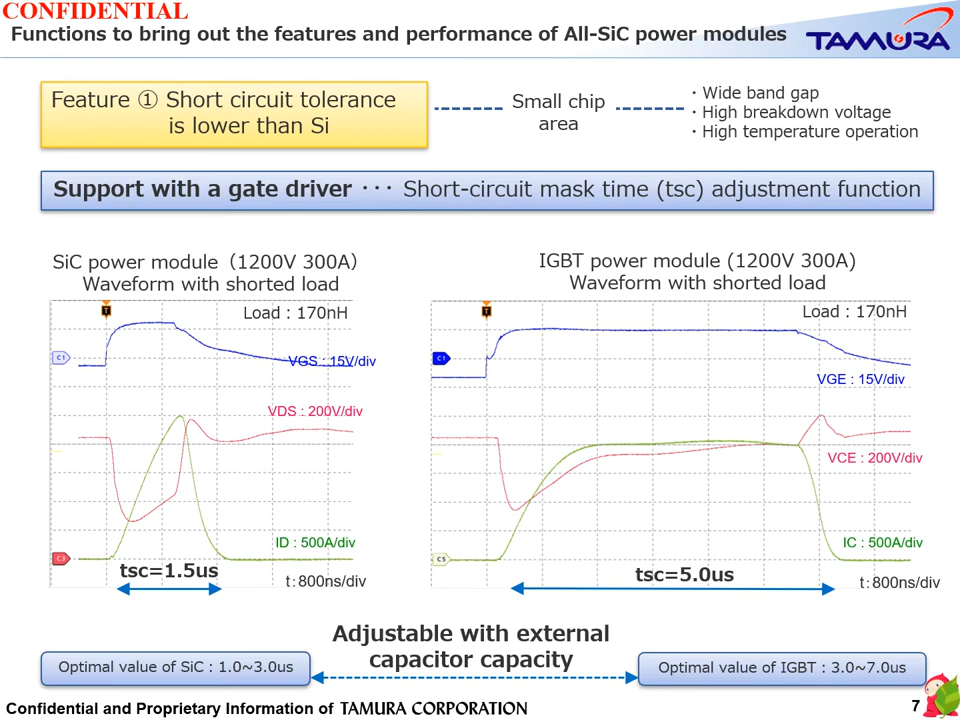 CONFIDENTIAL
Functions to bring out the features and performance of All-SiC power modules
TAMURA
Feature ① Short circuit tolerance
is lower than Si
Small chip
area
・Wide band gap
・High breakdown voltage
・High temperature operation
Support with a gate driver ･･･ Short-circuit mask time (tsc) adjustment function
SiC power module（1200V 300A）
Waveform with shorted load
T
Load : 170nH
C1
VGS : 15V/div
VDS : 200V/div
ID : 500A/div
C3
tsc=1.5us
t：800ns/div
IGBT power module (1200V 300A)
Waveform with shorted load
T
Load : 170nH
C1
VGE : 15V/div
VCE : 200V/div
IC : 500A/div
C5
tsc=5.0us
t：800ns/div
Adjustable with external
capacitor capacity
Optimal value of SiC : 1.0~3.0us
Optimal value of IGBT : 3.0~7.0us
Confidential and Proprietary Information of TAMURA CORPORATION
7